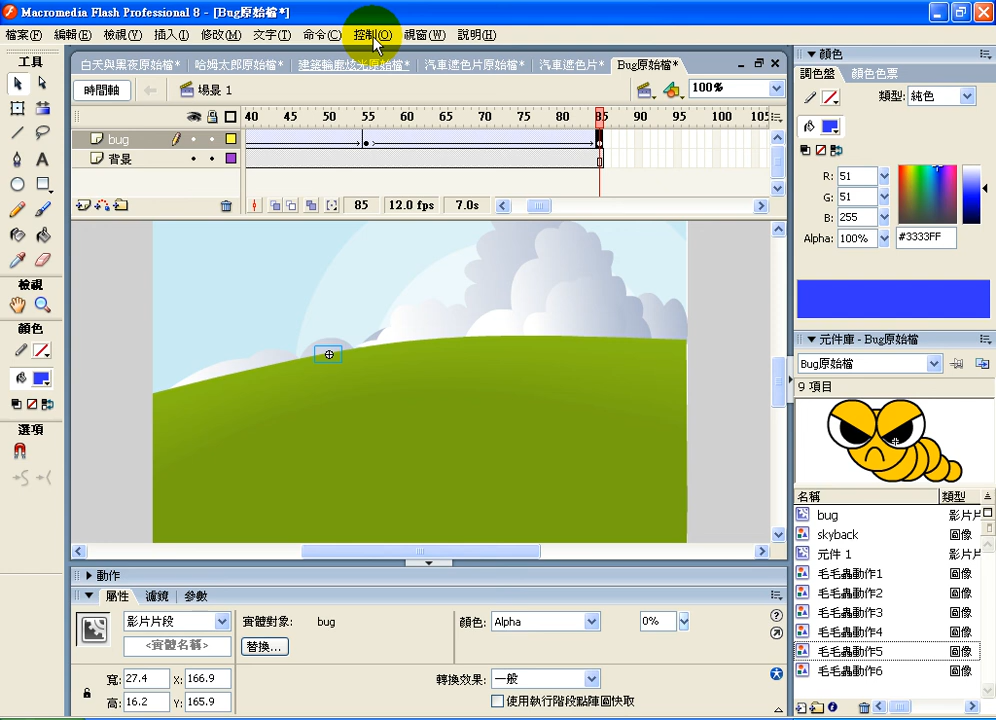 Macromedia Flash Professional 8 - [Bug原始檔*]
檔案(F) 編輯(E) 檢視(V) 插入(I) 修改(M) 文字(T) 命令(C) 控制(O) 視窗(W) 說明(H)
工具
白天與黑夜原始檔* 哈姆太郎原始檔* 建築輪廓炫光原始檔* 汽車遮色片原始檔* 汽車遮色片* Bug原始檔*
時間軸 場景 1 100%
40 45 50 55 60 65 70 75 80 85 90 95 100 105
bug
背景
85 12.0 fps 7.0s
檢視
顏色
選項
顏色
調色盤 顏色色票
類型: 純色
R: 51
G: 51
B: 255
Alpha: 100% #3333FF
元件庫 - Bug原始檔
Bug原始檔
9 項目
名稱 類型
bug 影片片
skyback 圖像
元件 1 影片片
毛毛蟲動作1 圖像
毛毛蟲動作2 圖像
毛毛蟲動作3 圖像
毛毛蟲動作4 圖像
毛毛蟲動作5 圖像
毛毛蟲動作6 圖像
動作
屬性 濾鏡 參數
影片片段 實體對象: bug 顏色: Alpha 0%
<實體名稱> 替換...
寬: 27.4 X: 166.9 轉換效果: 一般
高: 16.2 Y: 165.9 使用執行階段點陣圖快取